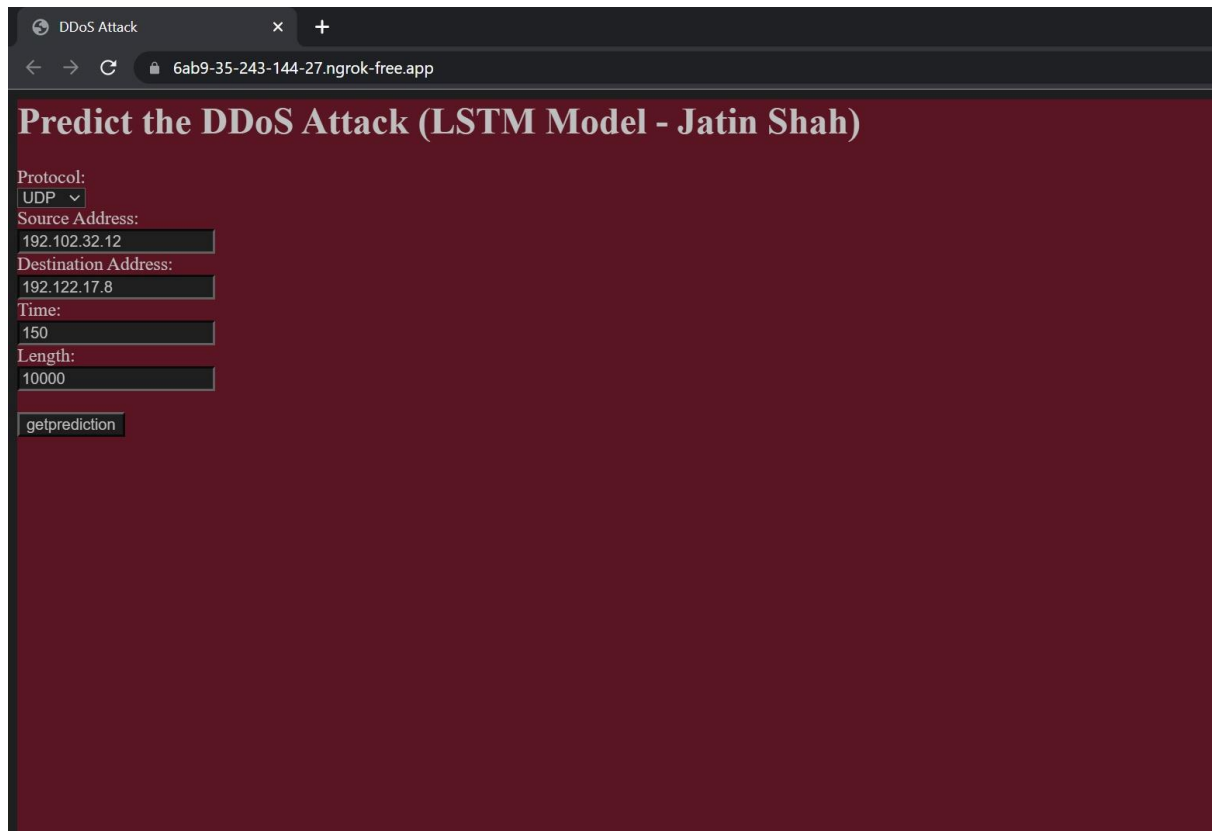 DDoS Attack
6ab9-35-243-144-27.ngrok-free.app
Predict the DDoS Attack (LSTM Model - Jatin Shah)
Protocol:
UDP
Source Address:
192.102.32.12
Destination Address:
192.122.17.8
Time:
150
Length:
10000
getprediction